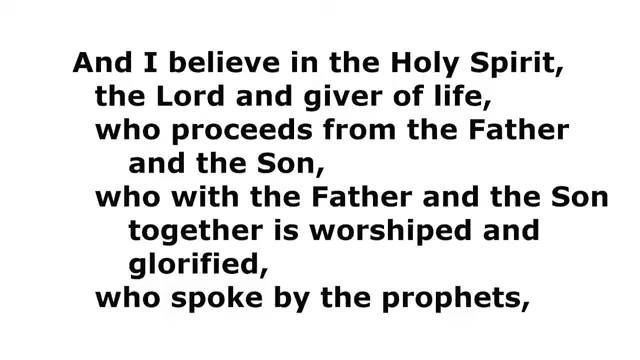 And I believe in the Holy Spirit,
the Lord and giver of life,
who proceeds from the Father
and the Son,
who with the Father and the Son
together is worshiped and
glorified,
who spoke by the prophets,